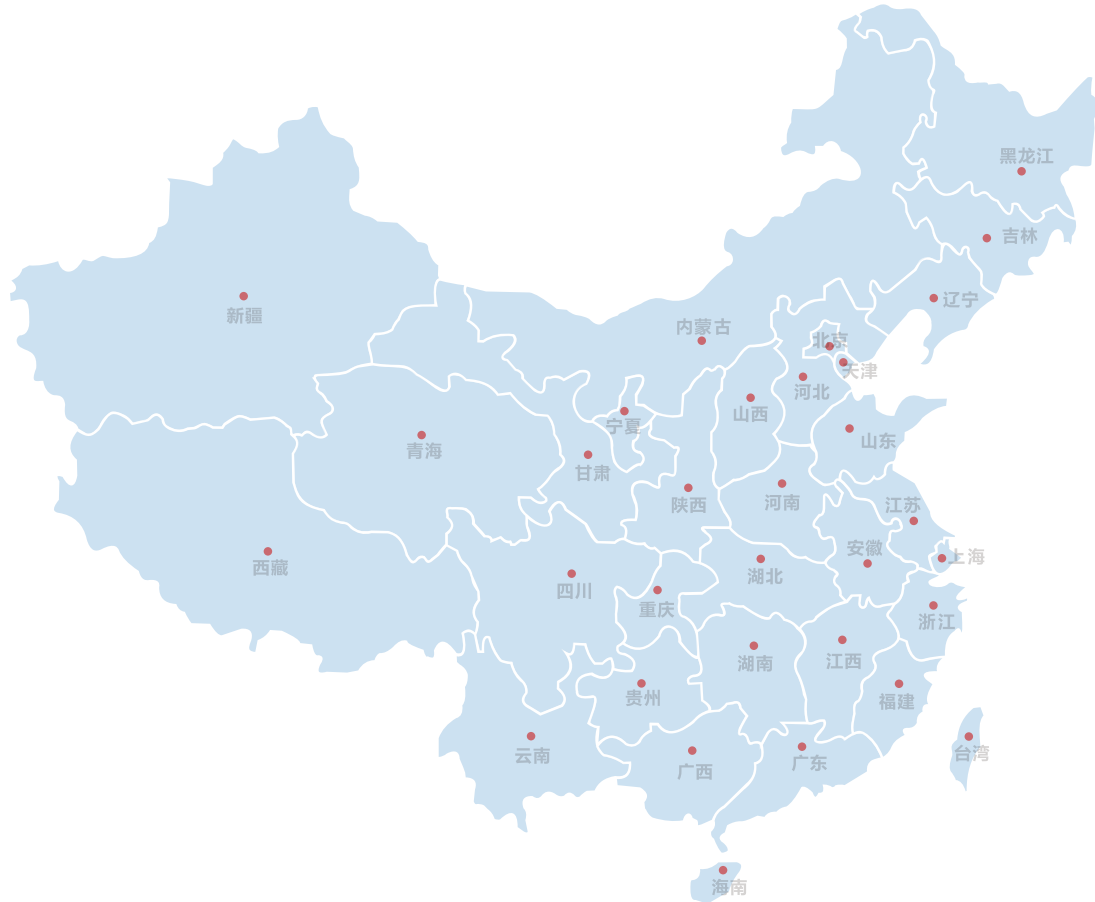 黑龙江
吉林
辽宁
新疆
内蒙古
北京
天津
河北
山西
宁夏
山东
青海
甘肃
陕西
河南
江苏
安徽
上海
西藏
湖北
四川
重庆
浙江
湖南
江西
贵州
福建
云南
广西
广东
台湾
海南